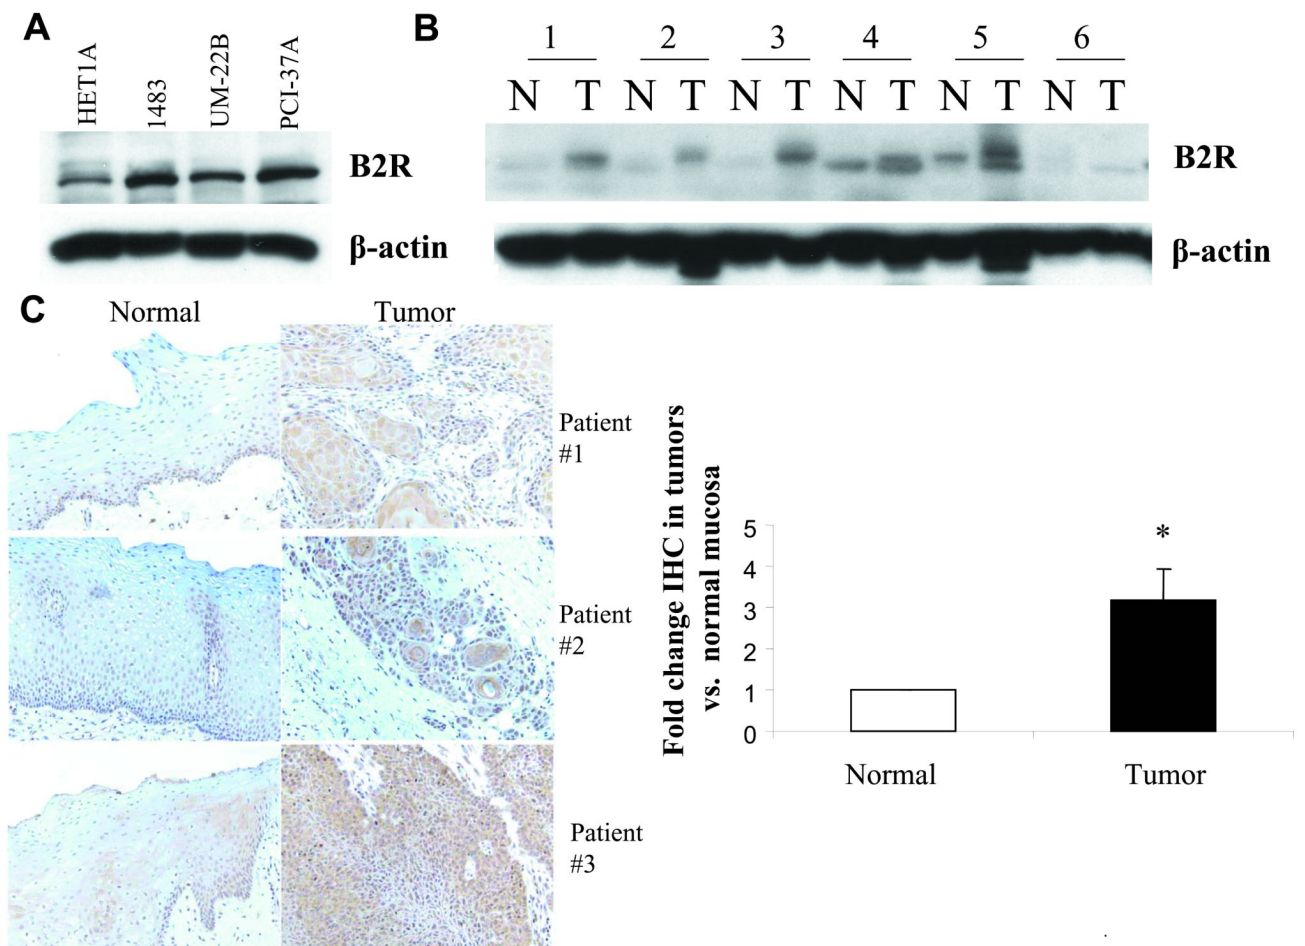 A
HET1A
1483
UM-22B
PCI-37A
B2R
β-actin
B
1 2 3 4 5 6
N T N T N T N T N T N T
B2R
β-actin
C
Normal Tumor
Patient
#1
Patient
#2
Patient
#3
Fold change IHC in tumors
vs. normal mucosa
5
4
3
2
1
0
*
Normal Tumor